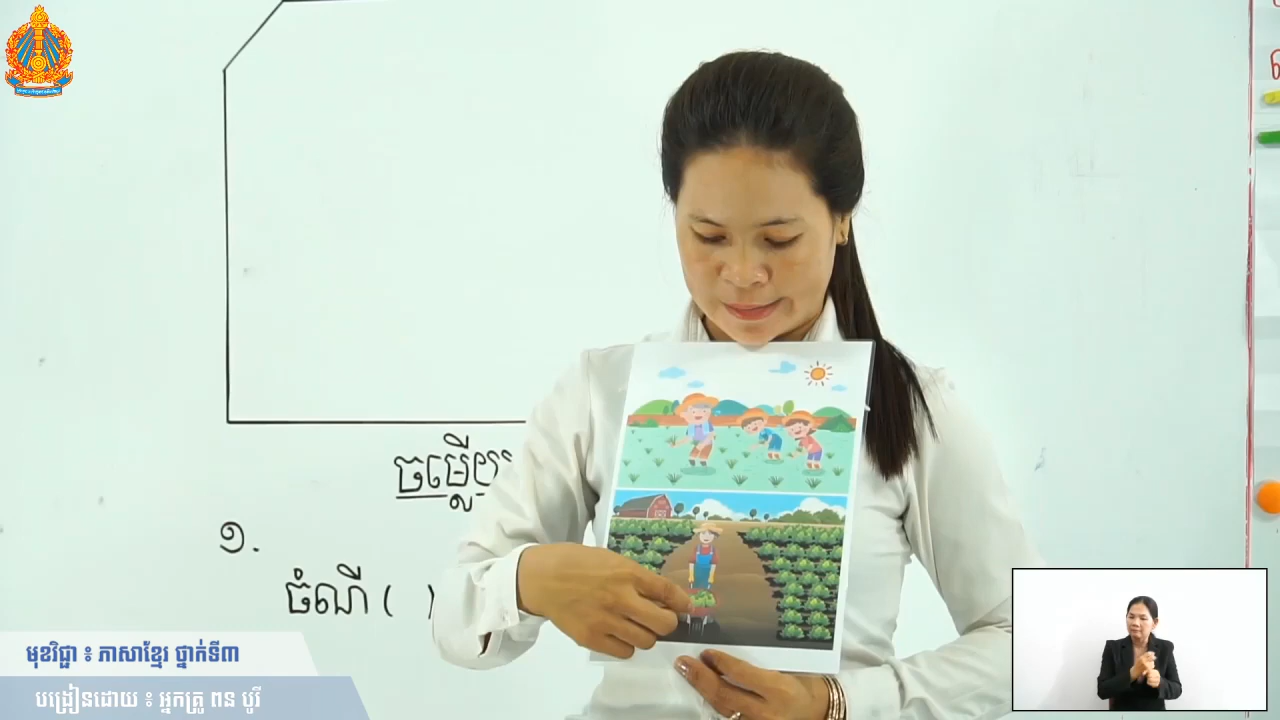 ចម្លើយ
១.
ចំណី ( )
មុខវិជ្ជា ៖ ភាសាខ្មែរ ថ្នាក់ទី៣
បង្រៀនដោយ ៖ អ្នកគ្រូ ពន បូរី